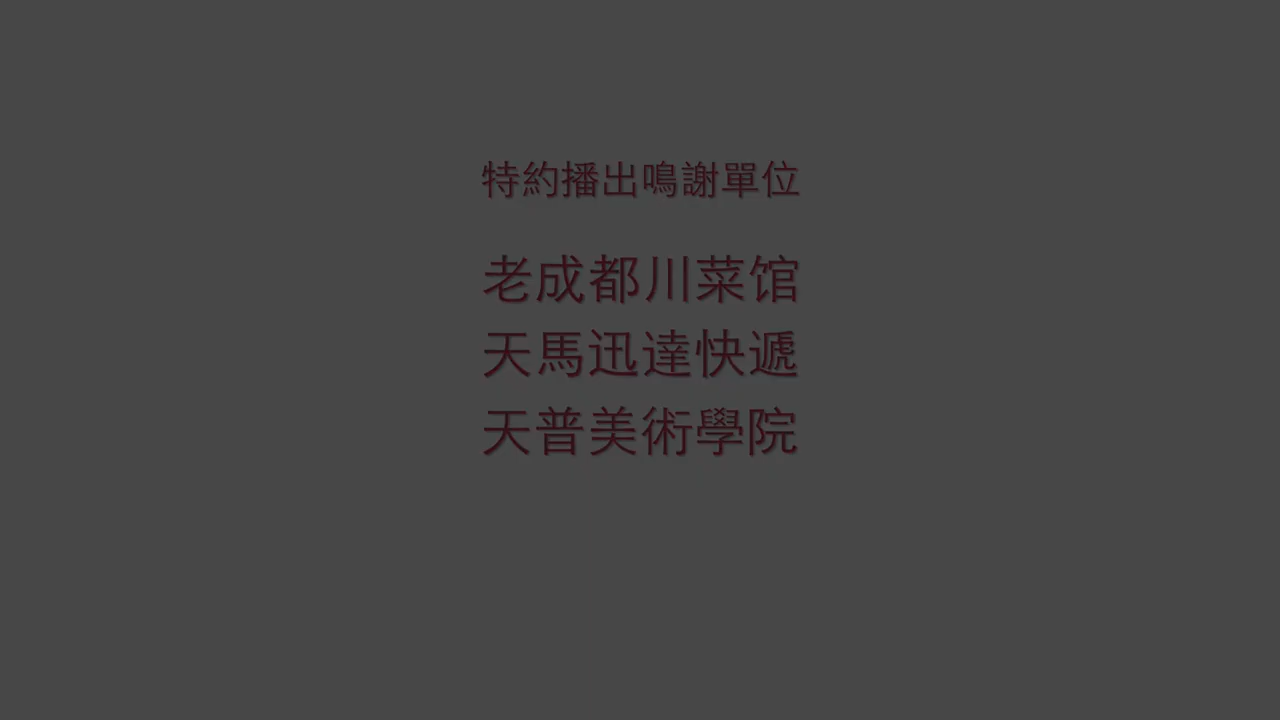 特約播出鳴謝單位
老成都川菜馆
天馬迅達快遞
天普美術學院